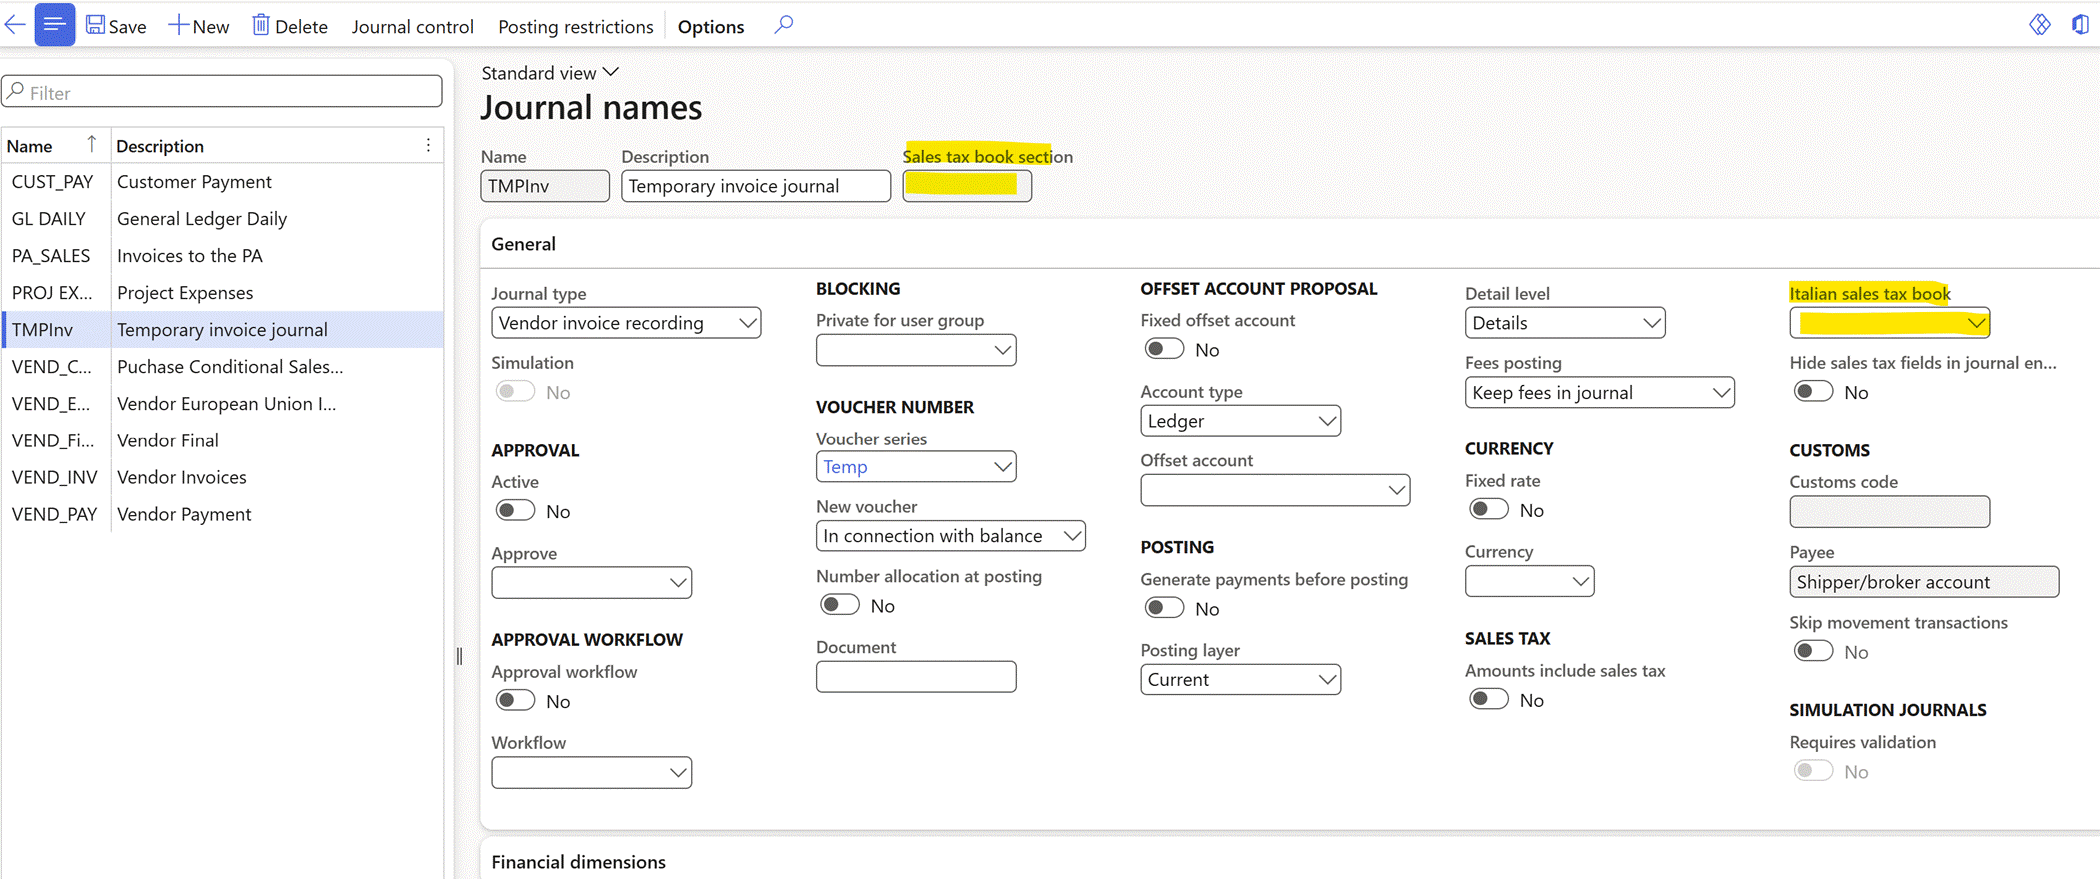 Save New Delete Journal control Posting restrictions Options
Filter
Name Description
CUST_PAY Customer Payment
GL DAILY General Ledger Daily
PA_SALES Invoices to the PA
PROJ EX... Project Expenses
TMPInv Temporary invoice journal
VEND_C... Puchase Conditional Sales...
VEND_E... Vendor European Union I...
VEND_Fi... Vendor Final
VEND_INV Vendor Invoices
VEND_PAY Vendor Payment
Standard view
Journal names
Name Description Sales tax book section
TMPInv Temporary invoice journal
General
Journal type
Vendor invoice recording
Simulation
No
APPROVAL
Active
No
Approve
APPROVAL WORKFLOW
Approval workflow
No
Workflow
BLOCKING
Private for user group
VOUCHER NUMBER
Voucher series
Temp
New voucher
In connection with balance
Number allocation at posting
No
Document
OFFSET ACCOUNT PROPOSAL
Fixed offset account
No
Account type
Ledger
Offset account
POSTING
Generate payments before posting
No
Posting layer
Current
Detail level
Details
Fees posting
Keep fees in journal
CURRENCY
Fixed rate
No
Currency
SALES TAX
Amounts include sales tax
No
Italian sales tax book
Hide sales tax fields in journal en...
No
CUSTOMS
Customs code
Payee
Shipper/broker account
Skip movement transactions
No
SIMULATION JOURNALS
Requires validation
No
Financial dimensions